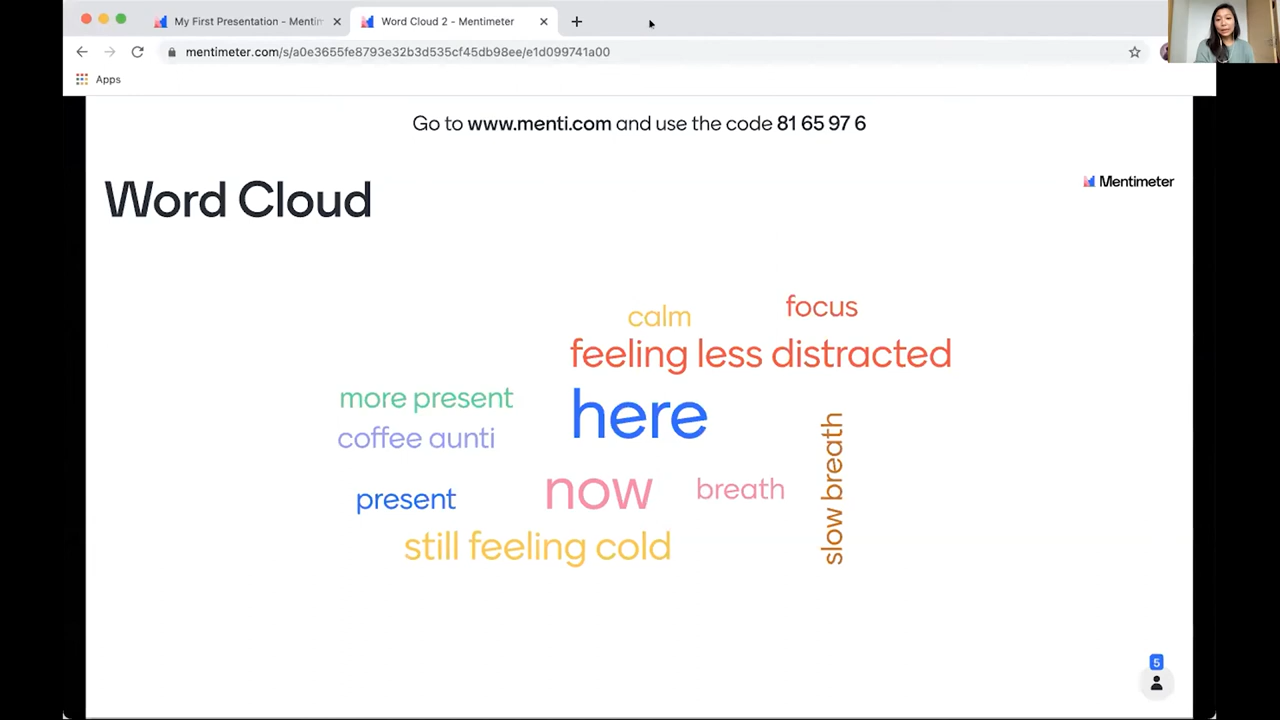 My First Presentation - Mentim
Word Cloud 2 - Mentimeter
mentimeter.com/s/a0e3655fe8793e32b3d535cf45db98ee/e1d099741a00
Apps
Go to www.menti.com and use the code 81 65 97 6
Word Cloud
Mentimeter
calm
focus
feeling less distracted
more present
here
coffee aunti
slow breath
present
now
breath
still feeling cold
5